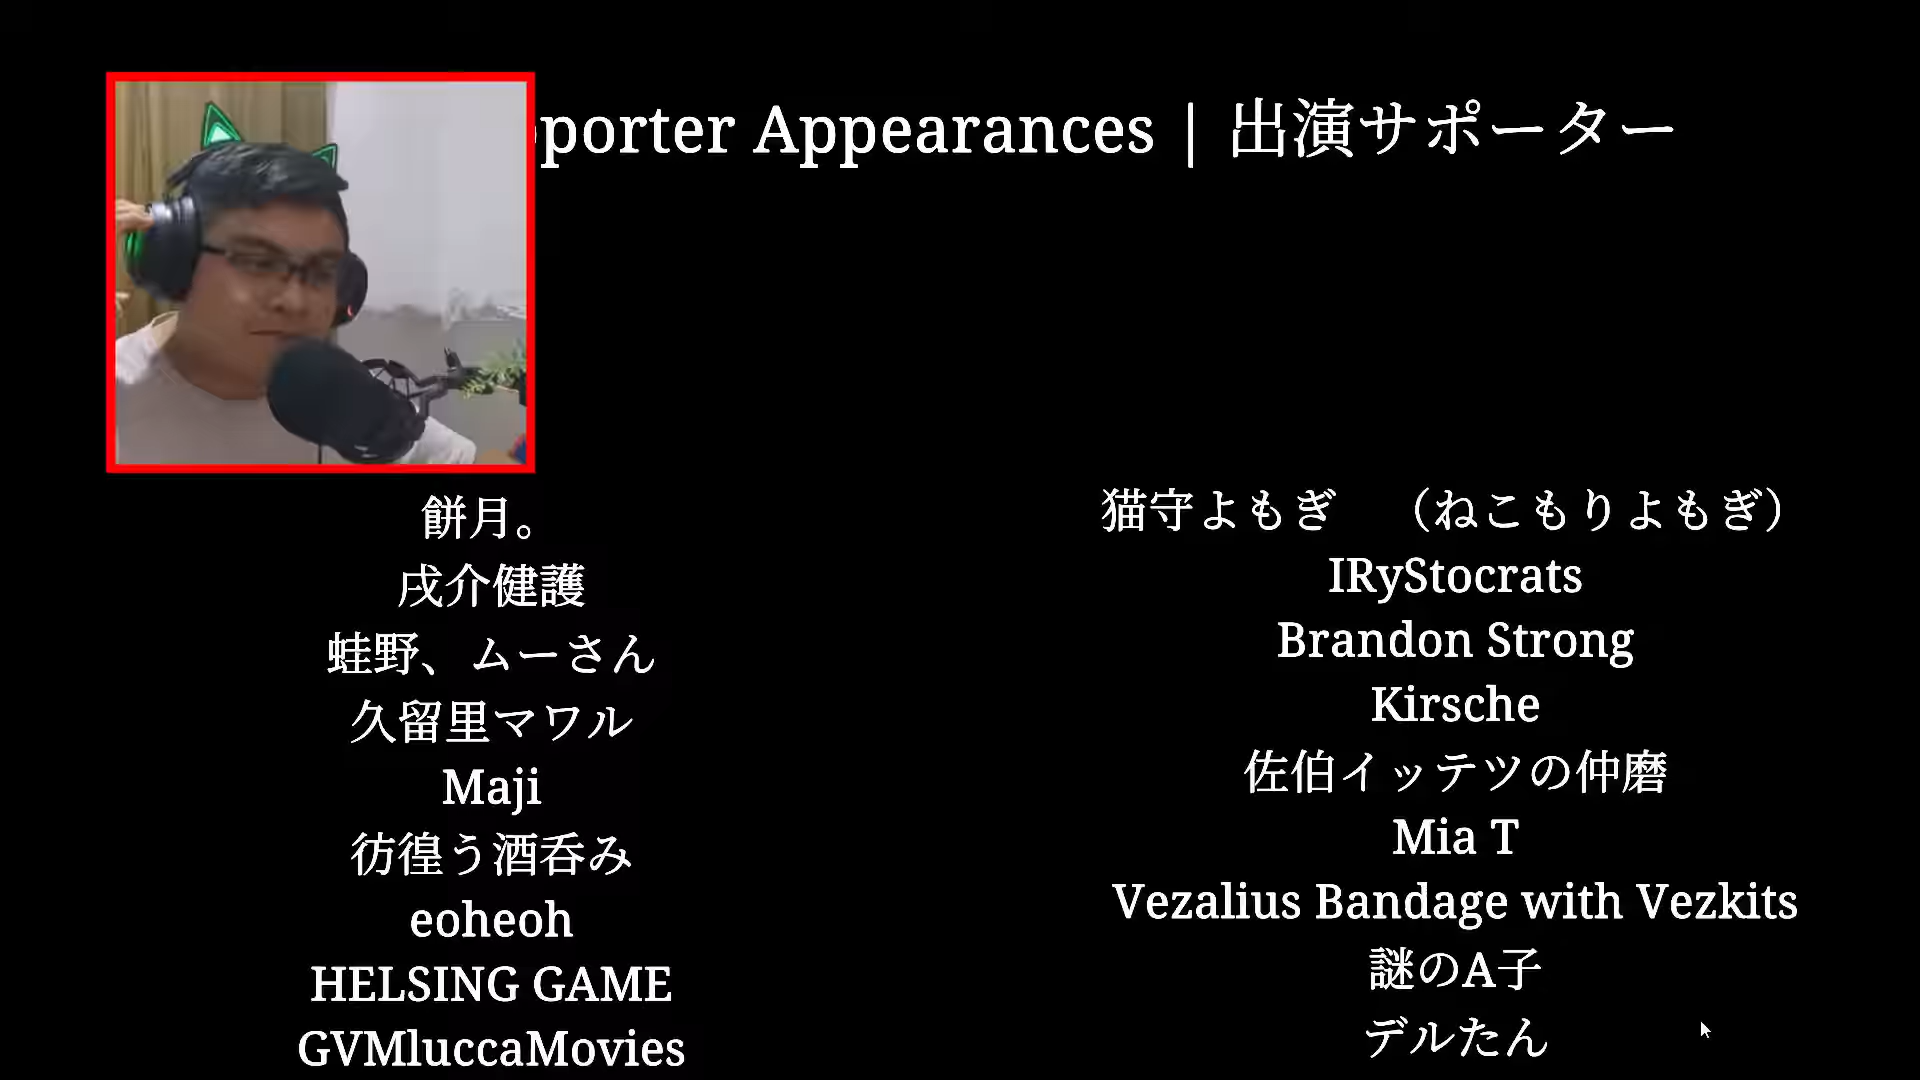 porter Appearances | 出演サポーター
餅月。
戌介健護
蛙野、ムーさん
久留里マワル
Maji
彷徨う酒呑み
eoheoh
HELSING GAME
GVMluccaMovies
猫守よもぎ　（ねこもりよもぎ）
IRyStocrats
Brandon Strong
Kirsche
佐伯イッテツの仲磨
Mia T
Vezalius Bandage with Vezkits
謎のA子
デルたん